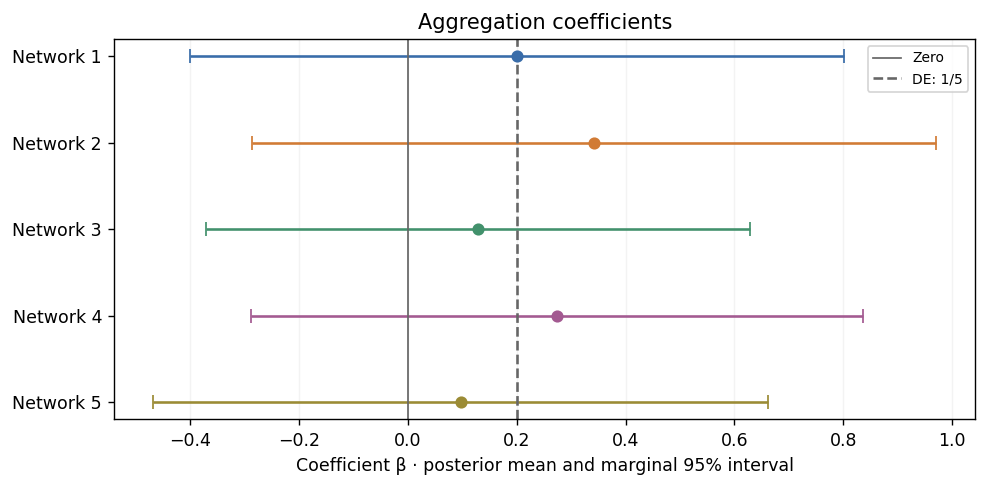 Aggregation coefficients
Network 1
Network 2
Network 3
Network 4
Network 5
Zero
DE: 1/5
−0.4 −0.2 0.0 0.2 0.4 0.6 0.8 1.0
Coefficient β · posterior mean and marginal 95% interval